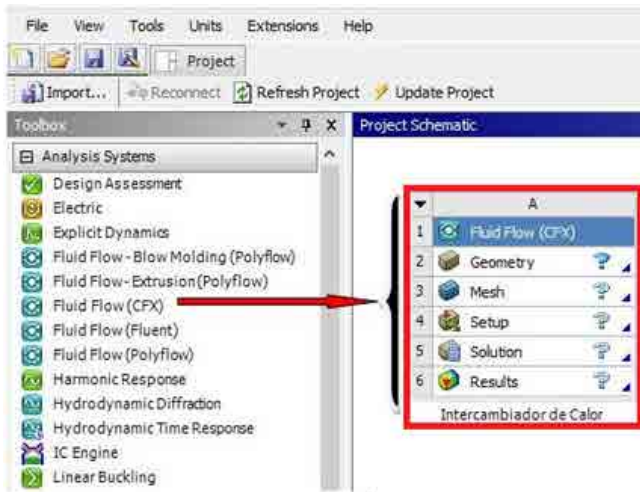 File View Tools Units Extensions Help
Project
Import... Reconnect Refresh Project Update Project
Toolbox
Project Schematic
Analysis Systems
Design Assessment
Electric
Explicit Dynamics
Fluid Flow - Blow Molding (Polyflow)
Fluid Flow- Extrusion (Polyflow)
Fluid Flow (CFX)
Fluid Flow (Fluent)
Fluid Flow (Polyflow)
Harmonic Response
Hydrodynamic Diffraction
Hydrodynamic Time Response
IC Engine
Linear Buckling
A
1 Fluid Flow (CFX)
2 Geometry ?
3 Mesh ?
4 Setup ?
5 Solution ?
6 Results ?
Intercambiador de Calor